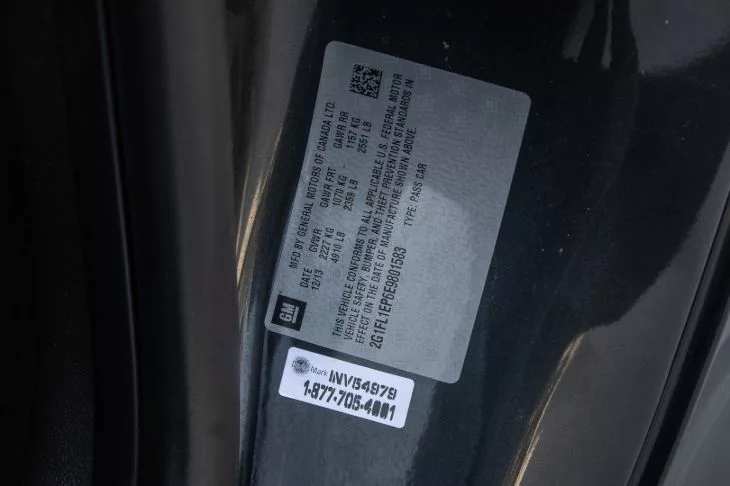 MFD BY GENERAL MOTORS OF CANADA LTD.
DATE GVWR GAWR FRT GAWR RR
12/13 2227 KG 1070 KG 1157 KG
4910 LB 2359 LB 2551 LB
THIS VEHICLE CONFORMS TO ALL APPLICABLE U.S. FEDERAL MOTOR
VEHICLE SAFETY, BUMPER, AND THEFT PREVENTION STANDARDS IN
EFFECT ON THE DATE OF MANUFACTURE SHOWN ABOVE.
2G1FL1EP6E9801583 TYPE: PASS CAR
GM
Mark INV54979
1-877-705-4001